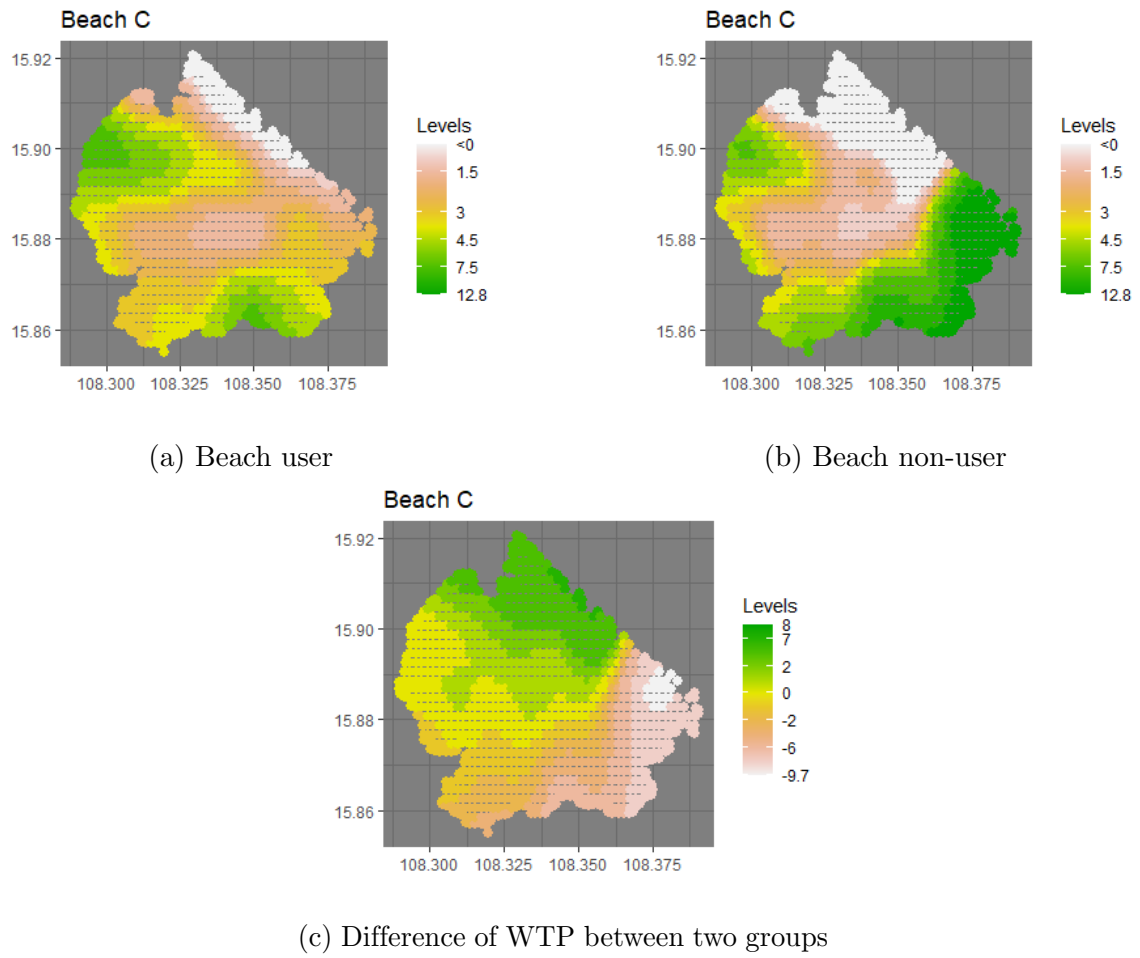 Beach C
15.92
15.90
15.88
15.86
108.300 108.325 108.350 108.375
Levels
<0
1.5
3
4.5
7.5
12.8
(a) Beach user
Beach C
15.92
15.90
15.88
15.86
108.300 108.325 108.350 108.375
Levels
<0
1.5
3
4.5
7.5
12.8
(b) Beach non-user
Beach C
15.92
15.90
15.88
15.86
108.300 108.325 108.350 108.375
Levels
8
7
2
0
-2
-6
-9.7
(c) Difference of WTP between two groups